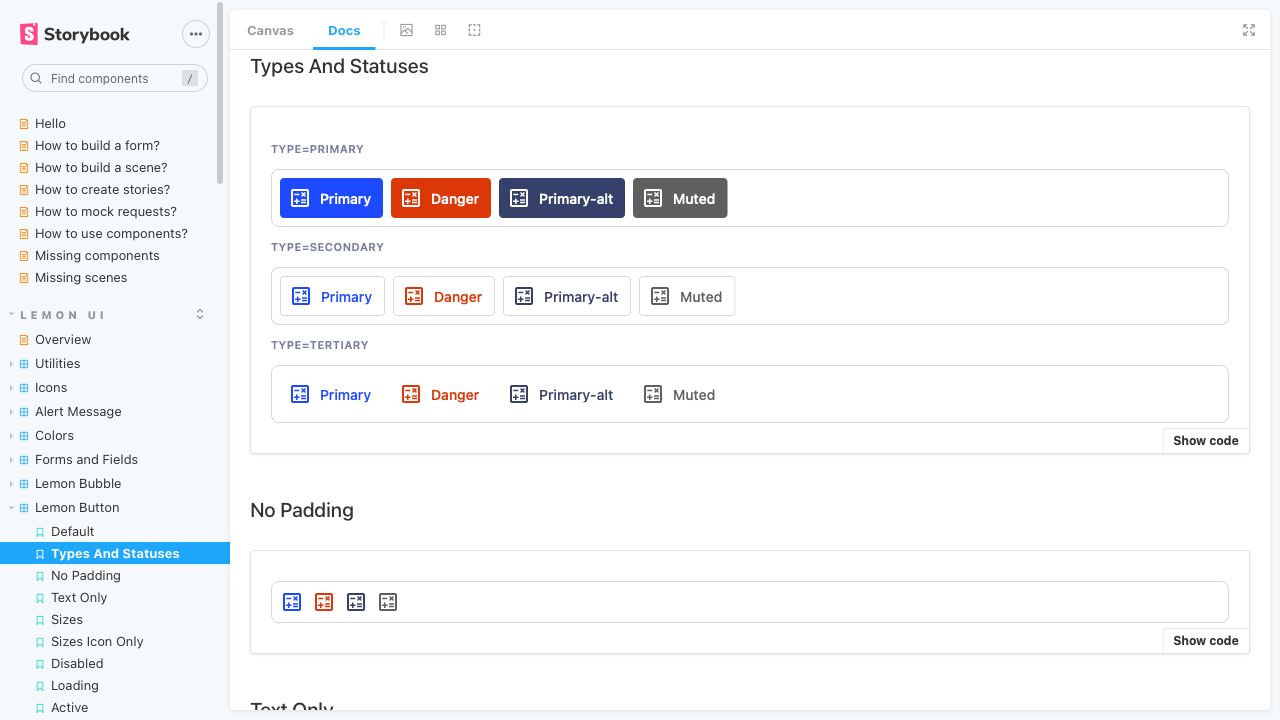 Storybook
Find components /
Hello
How to build a form?
How to build a scene?
How to create stories?
How to mock requests?
How to use components?
Missing components
Missing scenes
LEMON UI
Overview
Utilities
Icons
Alert Message
Colors
Forms and Fields
Lemon Bubble
Lemon Button
Default
Types And Statuses
No Padding
Text Only
Sizes
Sizes Icon Only
Disabled
Loading
Active
Canvas Docs
Types And Statuses
TYPE=PRIMARY
Primary Danger Primary-alt Muted
TYPE=SECONDARY
Primary Danger Primary-alt Muted
TYPE=TERTIARY
Primary Danger Primary-alt Muted
Show code
No Padding
Show code
Text Only